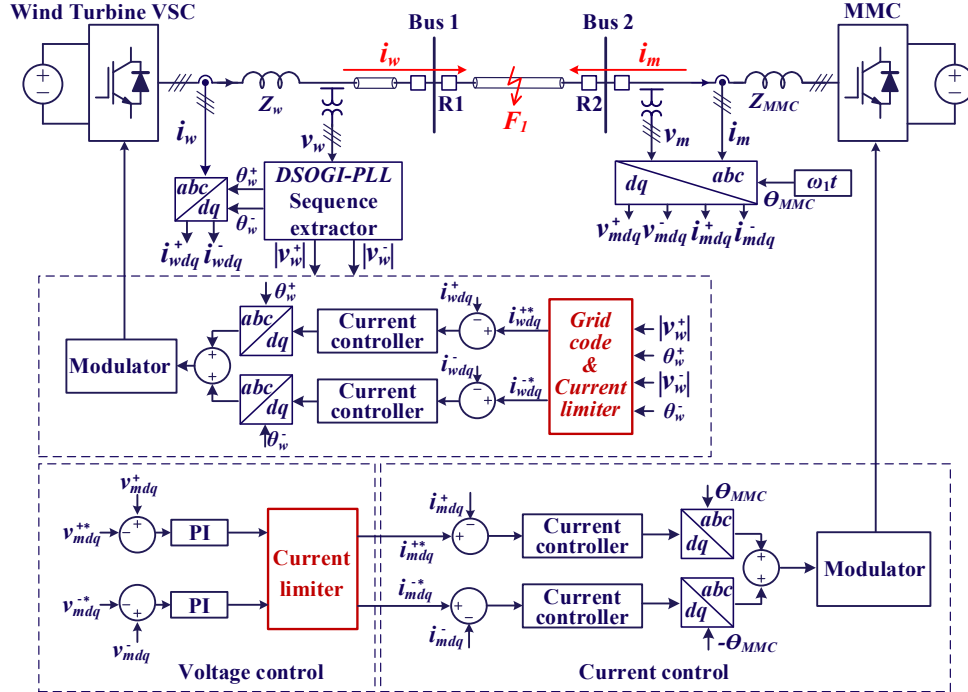 Wind Turbine VSC
Bus 1
Bus 2
MMC
i_w
i_m
Z_w
R1
F_1
R2
Z_MMC
i_w
v_w
v_m
i_m
abc
dq
θ_w^+
θ_w^-
DSOGI-PLL
Sequence
extractor
dq
abc
ω_1t
Θ_MMC
i_wdq^+ i_wdq^-
|v_w^+| |v_w^-|
v_mdq^+ v_mdq^- i_mdq^+ i_mdq^-
θ_w^+
abc
dq
Current
controller
i_wdq^+
−
+
i_wdq^+*
Grid
code
&
Current
limiter
|v_w^+|
θ_w^+
|v_w^-|
θ_w^-
Modulator
+
+
abc
dq
θ_w^-
Current
controller
i_wdq^-
−
+
i_wdq^-*
v_mdq^+
v_mdq^+*
−
+
PI
v_mdq^-*
−
+
PI
v_mdq^-
Current
limiter
Voltage control
i_mdq^+
i_mdq^+*
+
−
Current
controller
Θ_MMC
abc
dq
i_mdq^-*
+
−
i_mdq^-
Current
controller
abc
dq
-Θ_MMC
+
+
Modulator
Current control